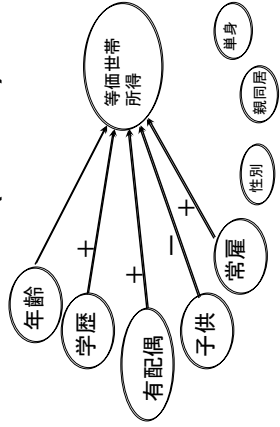 年齢
学歴
有配偶
子供
常雇
+
+
−
+
等価世帯
所得
性別
親同居
単身